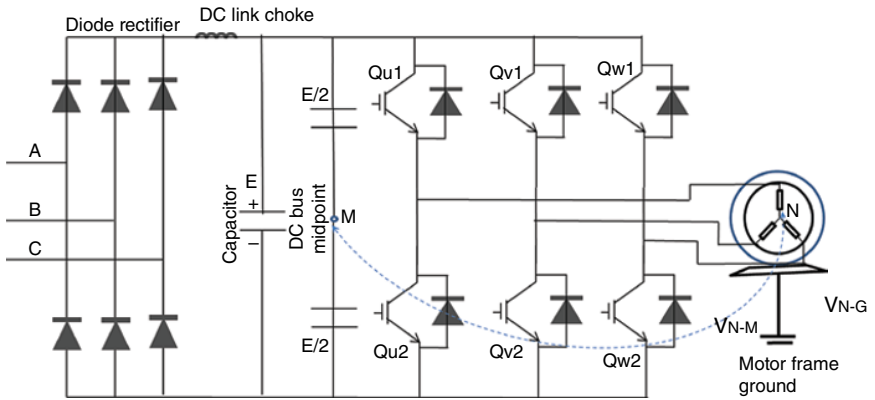 DC link choke
Diode rectifier
Qu1
Qv1
Qw1
E/2
A
E
+
Capacitor
−
DC bus
midpoint
M
N
B
C
VN-G
VN-M
E/2
Qu2
Qv2
Qw2
Motor frame
ground